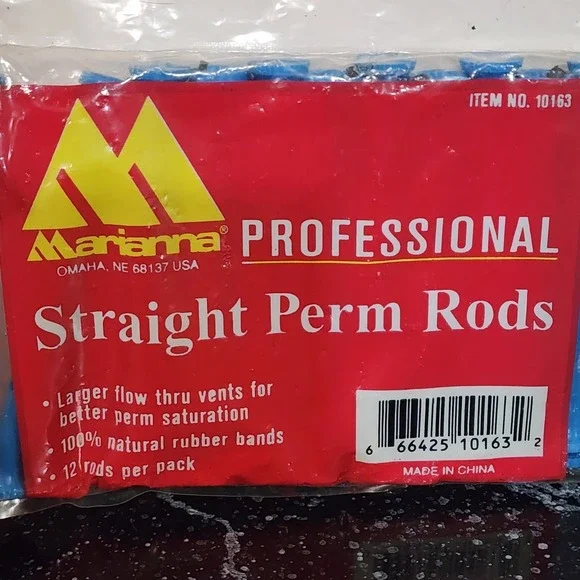 ITEM NO. 10163
Marianna®
OMAHA, NE 68137 USA
PROFESSIONAL
Straight Perm Rods
• Larger flow thru vents for
better perm saturation
• 100% natural rubber bands
• 12 rods per pack
6 66425 10163 2
MADE IN CHINA